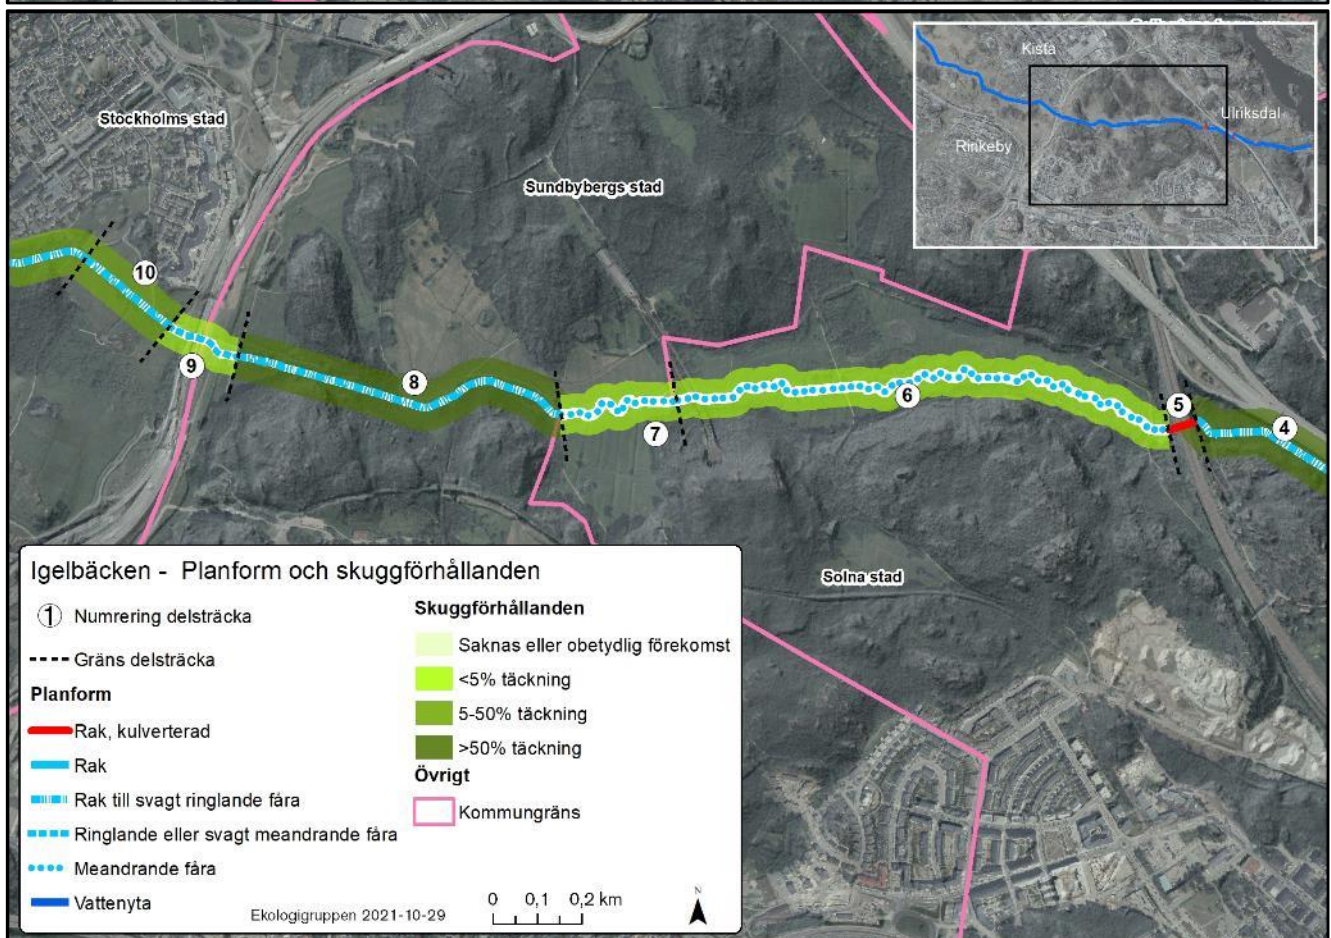 Kista
Ulriksdal
Rinkeby
Stockholms stad
Sundbybergs stad
10
9
8
7
6
5
4
Solna stad
Igelbäcken - Planform och skuggförhållanden
1 Numrering delsträcka
Gräns delsträcka
Planform
Rak, kulverterad
Rak
Rak till svagt ringlande fåra
Ringlande eller svagt meandrande fåra
Meandrande fåra
Vattenyta
Skuggförhållanden
Saknas eller obetydlig förekomst
<5% täckning
5-50% täckning
>50% täckning
Övrigt
Kommungräns
Ekologigruppen 2021-10-29
0 0,1 0,2 km
N